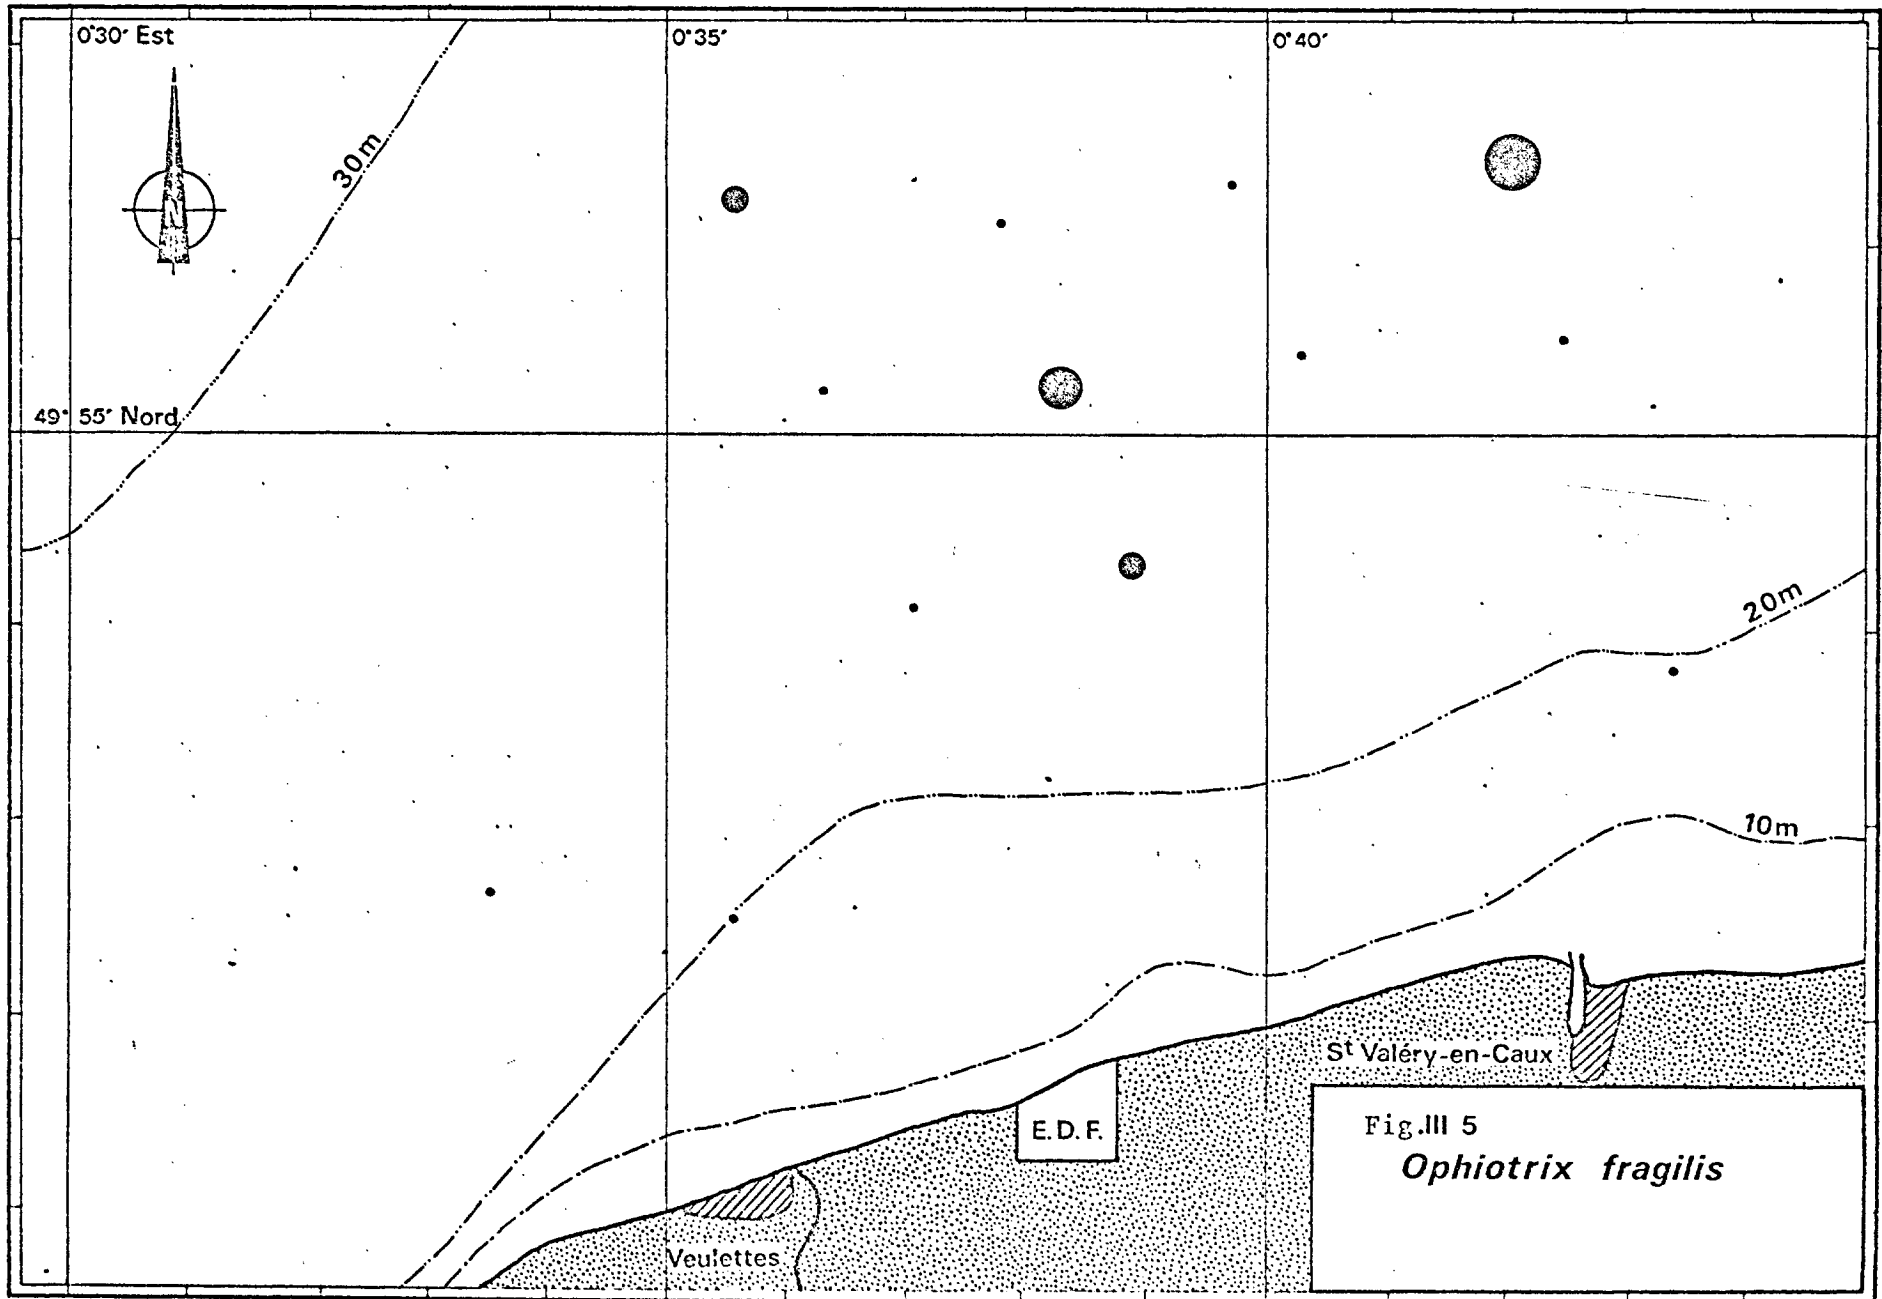 0°30' Est
0°35'
0°40'
30m
N
49° 55' Nord
20m
10m
St Valéry-en-Caux
E.D.F.
Fig.III 5
Ophiotrix fragilis
Veulettes